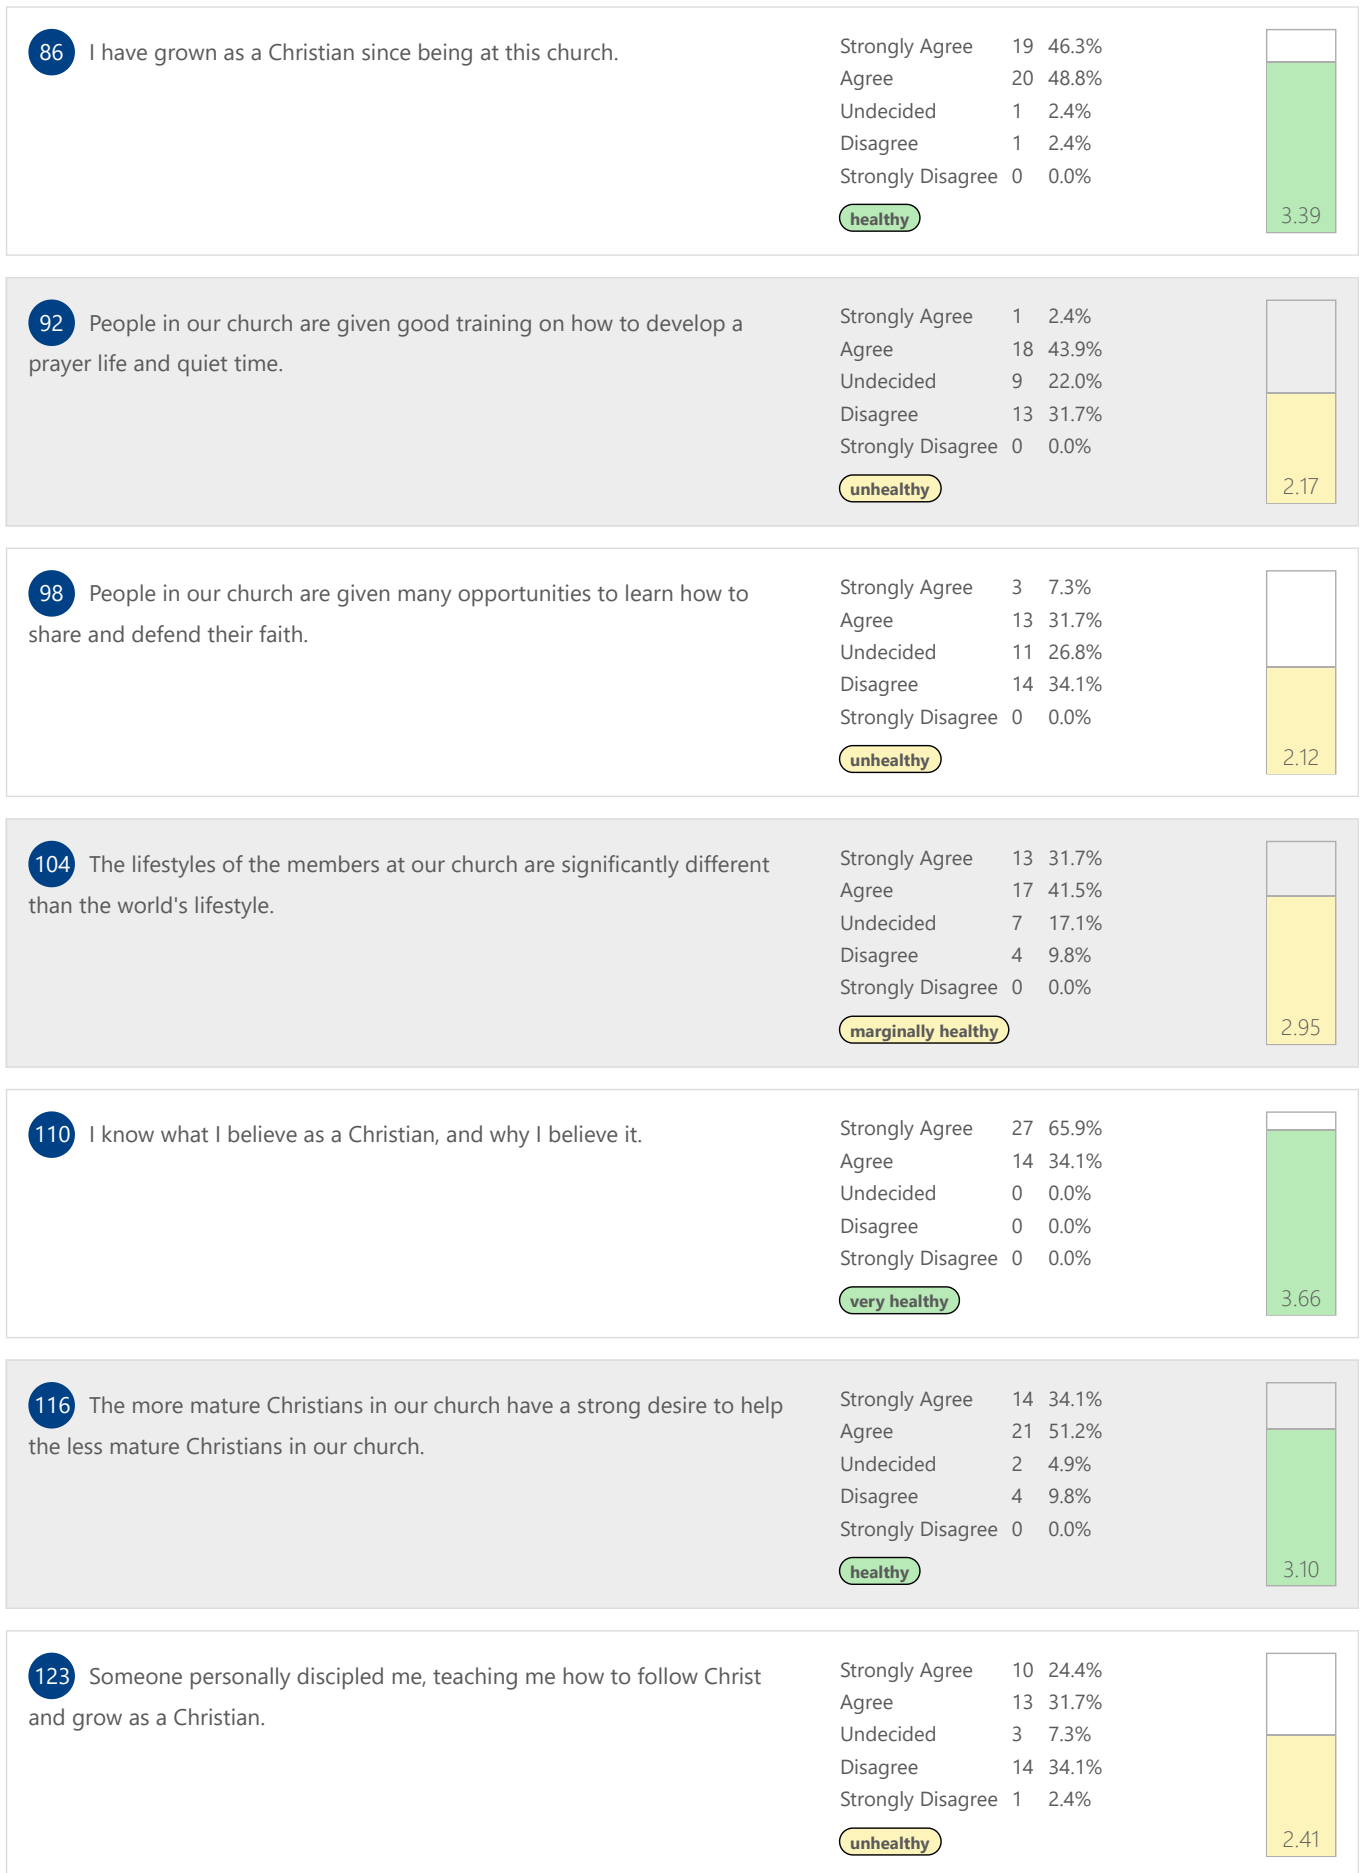 86 I have grown as a Christian since being at this church.
Strongly Agree 19 46.3%
Agree 20 48.8%
Undecided 1 2.4%
Disagree 1 2.4%
Strongly Disagree 0 0.0%
healthy
3.39
92 People in our church are given good training on how to develop a
prayer life and quiet time.
Strongly Agree 1 2.4%
Agree 18 43.9%
Undecided 9 22.0%
Disagree 13 31.7%
Strongly Disagree 0 0.0%
unhealthy
2.17
98 People in our church are given many opportunities to learn how to
share and defend their faith.
Strongly Agree 3 7.3%
Agree 13 31.7%
Undecided 11 26.8%
Disagree 14 34.1%
Strongly Disagree 0 0.0%
unhealthy
2.12
104 The lifestyles of the members at our church are significantly different
than the world's lifestyle.
Strongly Agree 13 31.7%
Agree 17 41.5%
Undecided 7 17.1%
Disagree 4 9.8%
Strongly Disagree 0 0.0%
marginally healthy
2.95
110 I know what I believe as a Christian, and why I believe it.
Strongly Agree 27 65.9%
Agree 14 34.1%
Undecided 0 0.0%
Disagree 0 0.0%
Strongly Disagree 0 0.0%
very healthy
3.66
116 The more mature Christians in our church have a strong desire to help
the less mature Christians in our church.
Strongly Agree 14 34.1%
Agree 21 51.2%
Undecided 2 4.9%
Disagree 4 9.8%
Strongly Disagree 0 0.0%
healthy
3.10
123 Someone personally discipled me, teaching me how to follow Christ
and grow as a Christian.
Strongly Agree 10 24.4%
Agree 13 31.7%
Undecided 3 7.3%
Disagree 14 34.1%
Strongly Disagree 1 2.4%
unhealthy
2.41